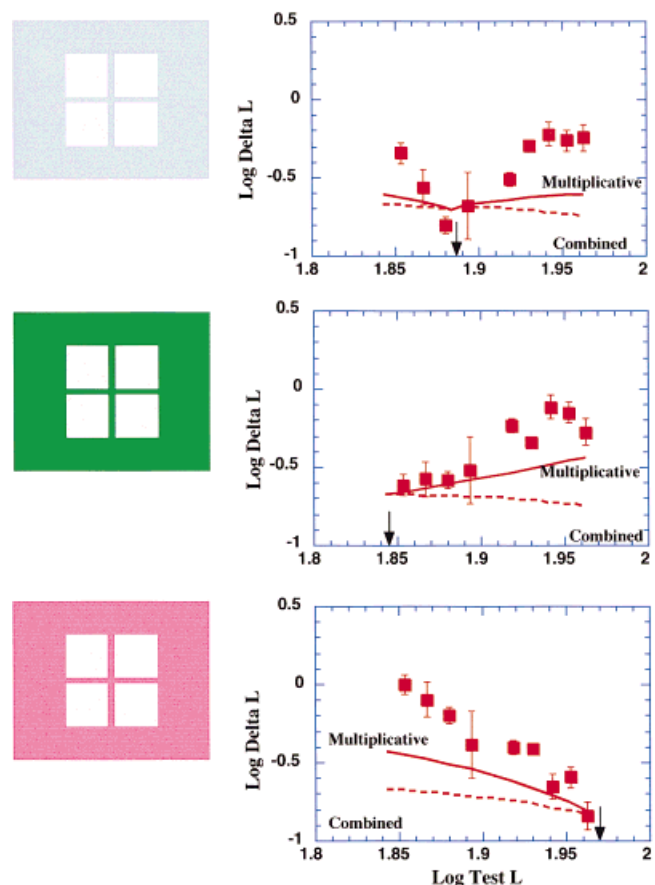 0.5
0
-0.5
-1
Log Delta L
Multiplicative
Combined
1.8 1.85 1.9 1.95 2
0.5
0
-0.5
-1
Log Delta L
Multiplicative
Combined
1.8 1.85 1.9 1.95 2
0.5
0
-0.5
-1
Log Delta L
Multiplicative
Combined
1.8 1.85 1.9 1.95 2
Log Test L